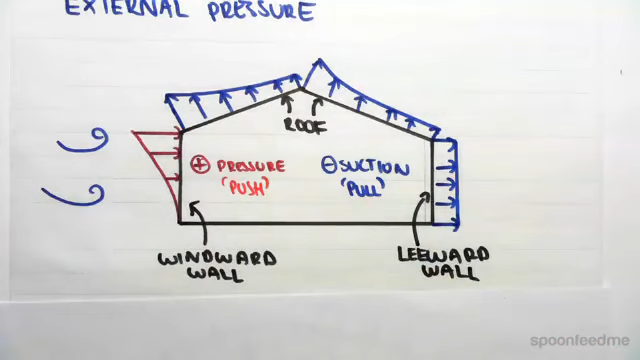 EXTERNAL PRESSURE
ROOF
+ PRESSURE
(PUSH)
- SUCTION
(PULL)
WINDWARD
WALL
LEEWARD
WALL
spoonfeedme